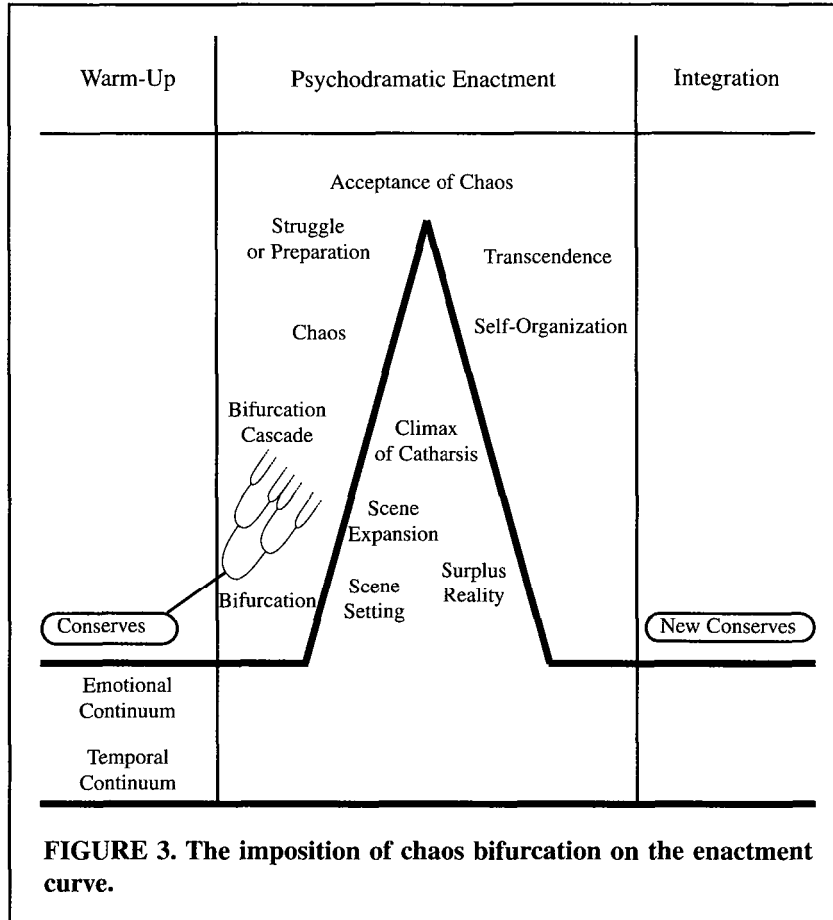 Warm-Up
Psychodramatic Enactment
Integration
Acceptance of Chaos
Struggle
or Preparation
Transcendence
Chaos
Self-Organization
Bifurcation
Cascade
Climax
of Catharsis
Scene
Expansion
Bifurcation
Scene
Setting
Surplus
Reality
Conserves
New Conserves
Emotional
Continuum
Temporal
Continuum
FIGURE 3. The imposition of chaos bifurcation on the enactment
curve.